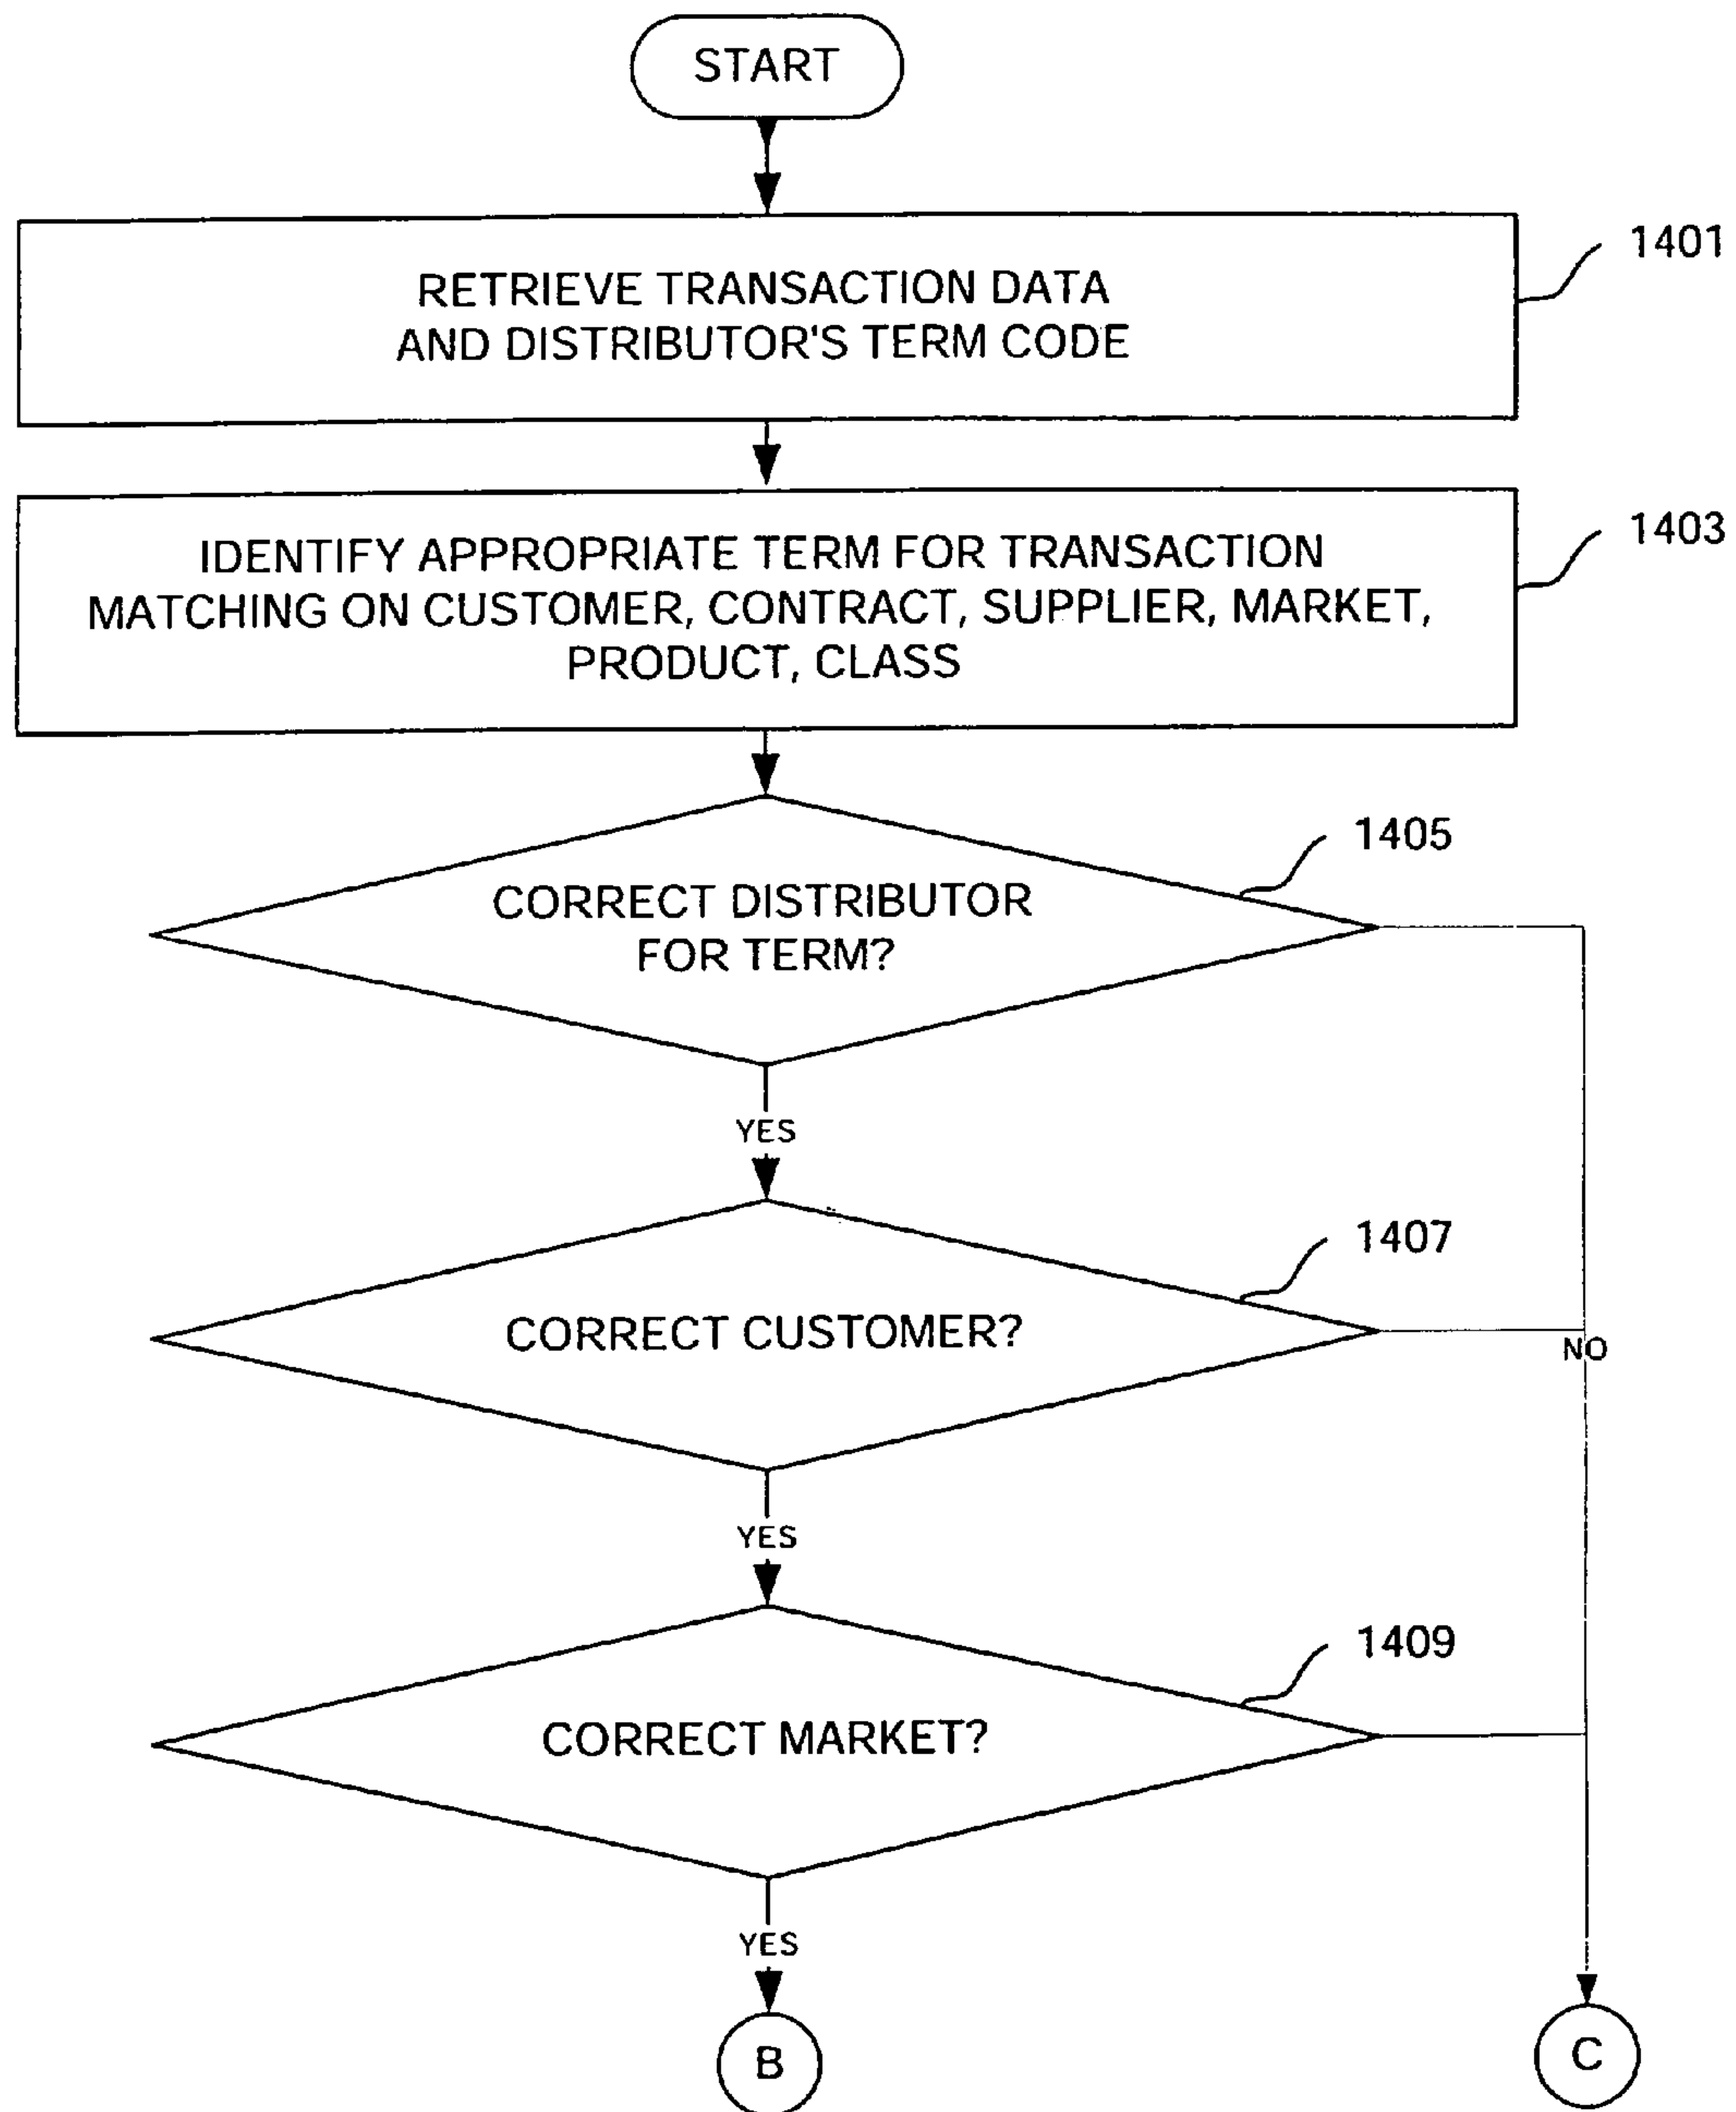 START
1401
RETRIEVE TRANSACTION DATA
AND DISTRIBUTOR'S TERM CODE
1403
IDENTIFY APPROPRIATE TERM FOR TRANSACTION
MATCHING ON CUSTOMER, CONTRACT, SUPPLIER, MARKET,
PRODUCT, CLASS
1405
CORRECT DISTRIBUTOR
FOR TERM?
YES
1407
CORRECT CUSTOMER?
NO
YES
1409
CORRECT MARKET?
YES
B
C